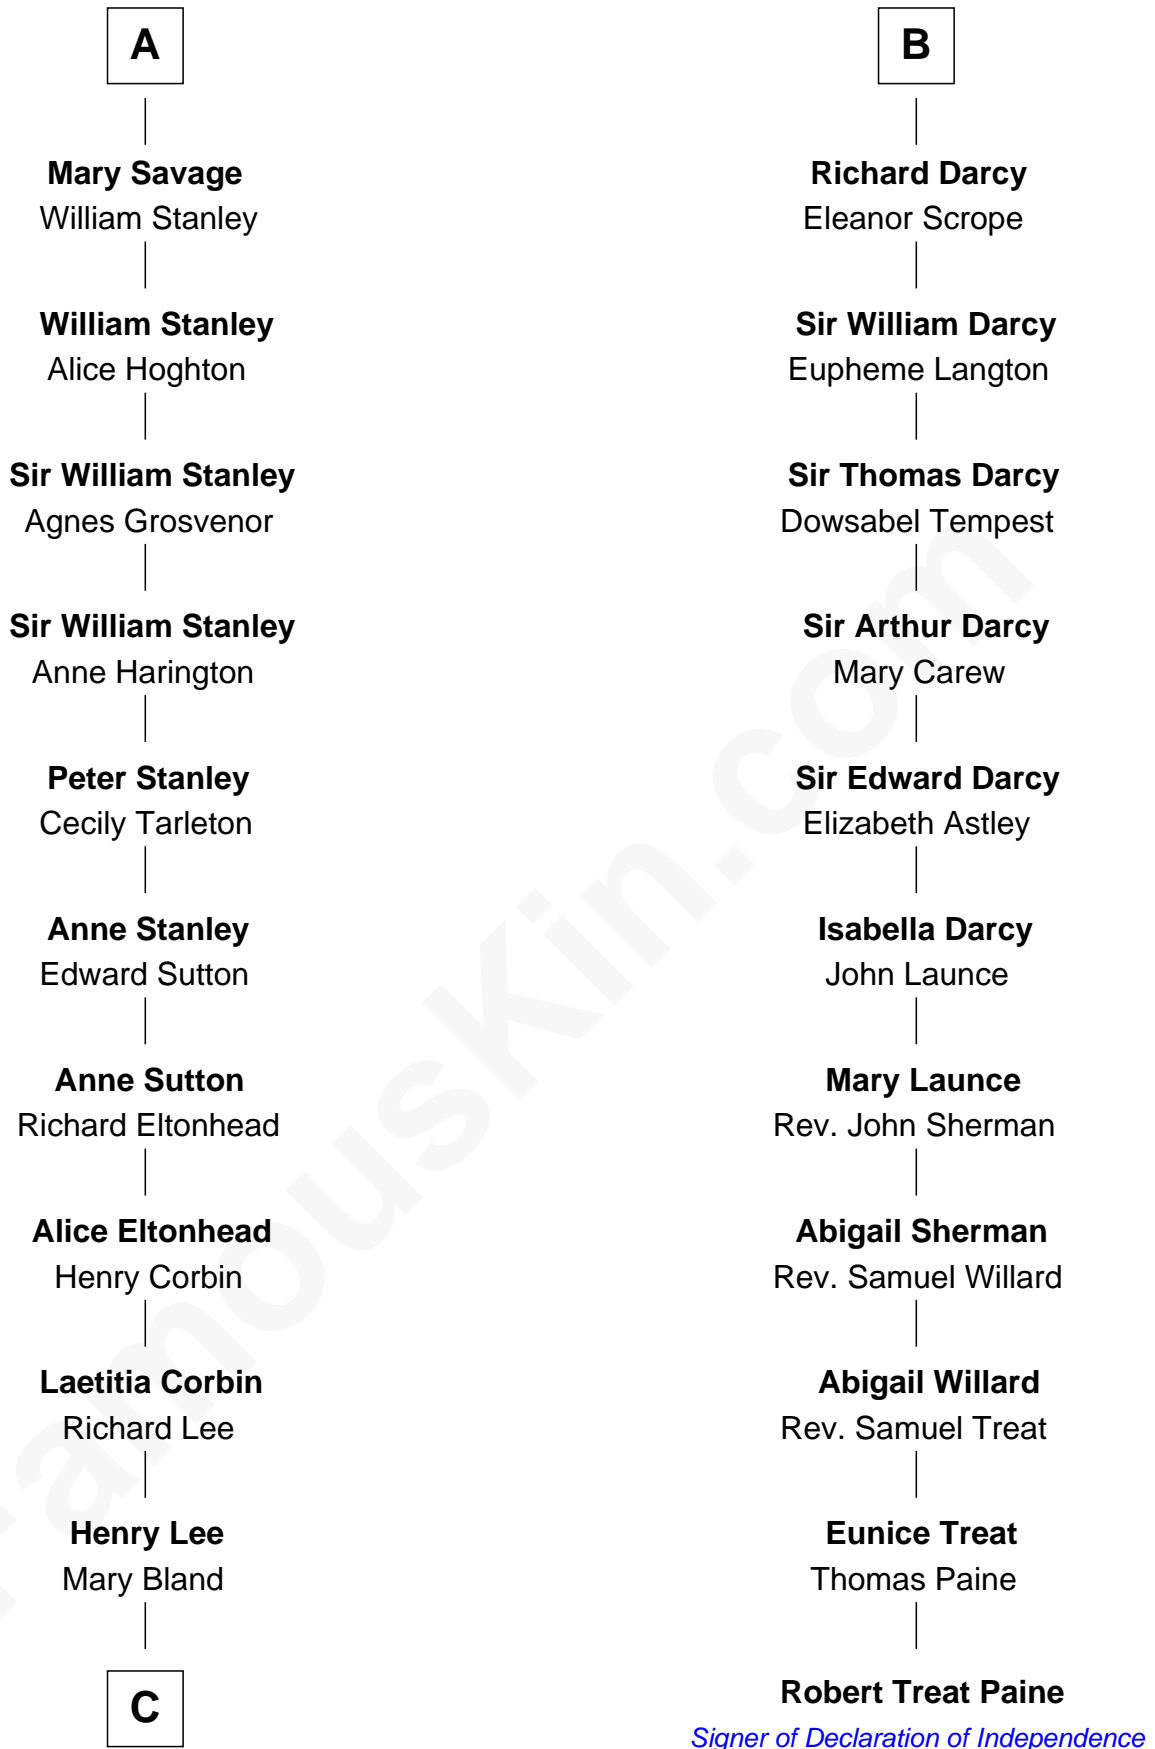 A
Mary Savage
William Stanley
William Stanley
Alice Hoghton
Sir William Stanley
Agnes Grosvenor
Sir William Stanley
Anne Harington
Peter Stanley
Cecily Tarleton
Anne Stanley
Edward Sutton
Anne Sutton
Richard Eltonhead
Alice Eltonhead
Henry Corbin
Laetitia Corbin
Richard Lee
Henry Lee
Mary Bland
C
B
Richard Darcy
Eleanor Scrope
Sir William Darcy
Eupheme Langton
Sir Thomas Darcy
Dowsabel Tempest
Sir Arthur Darcy
Mary Carew
Sir Edward Darcy
Elizabeth Astley
Isabella Darcy
John Launce
Mary Launce
Rev. John Sherman
Abigail Sherman
Rev. Samuel Willard
Abigail Willard
Rev. Samuel Treat
Eunice Treat
Thomas Paine
Robert Treat Paine
Signer of Declaration of Independence
FamousKin.com